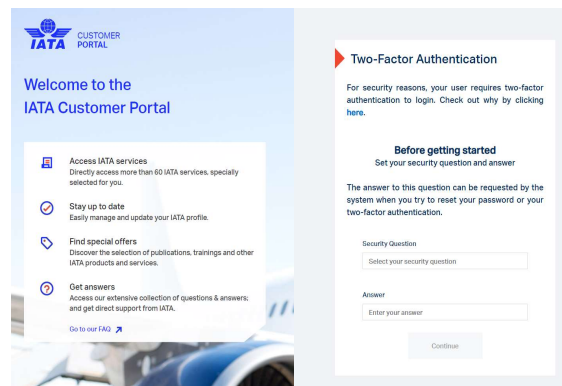 IATA
CUSTOMER
PORTAL
Welcome to the
IATA Customer Portal
Access IATA services
Directly access more than 60 IATA services, specially
selected for you.
Stay up to date
Easily manage and update your IATA profile.
Find special offers
Discover the selection of publications, trainings and other
IATA products and services.
Get answers
Access our extensive collection of questions & answers;
and get direct support from IATA.
Go to our FAQ
Two-Factor Authentication
For security reasons, your user requires two-factor
authentication to login. Check out why by clicking
here.
Before getting started
Set your security question and answer
The answer to this question can be requested by the
system when you try to reset your password or your
two-factor authentication.
Security Question
Select your security question
Answer
Enter your answer
Continue